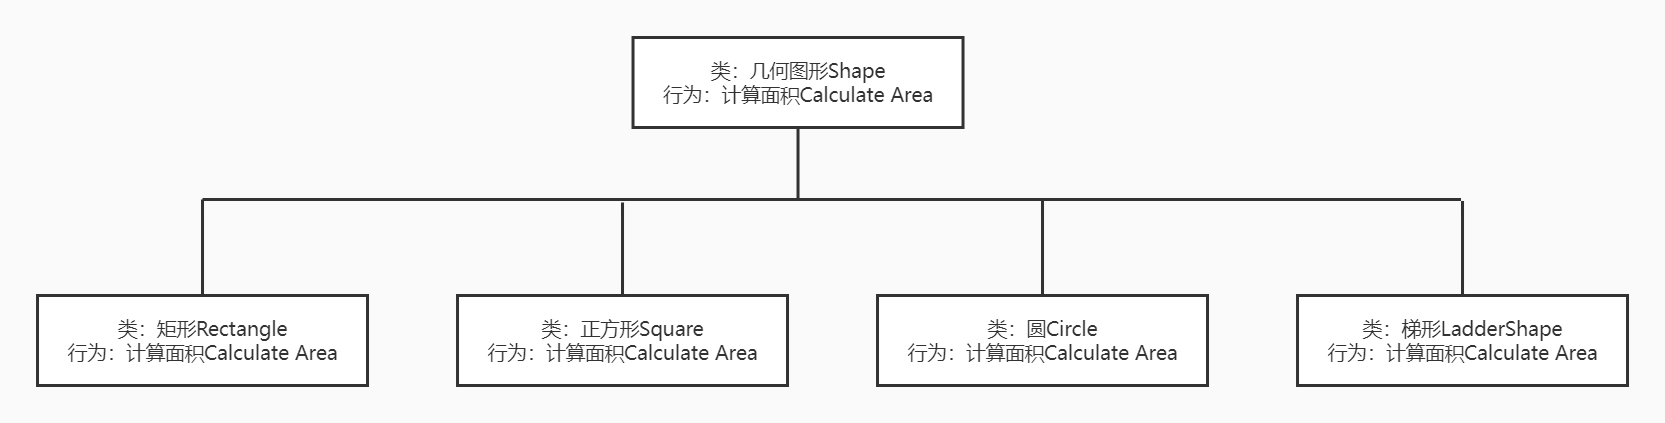 类：几何图形Shape
行为：计算面积Calculate Area
类：矩形Rectangle
行为：计算面积Calculate Area
类：正方形Square
行为：计算面积Calculate Area
类：圆Circle
行为：计算面积Calculate Area
类：梯形LadderShape
行为：计算面积Calculate Area